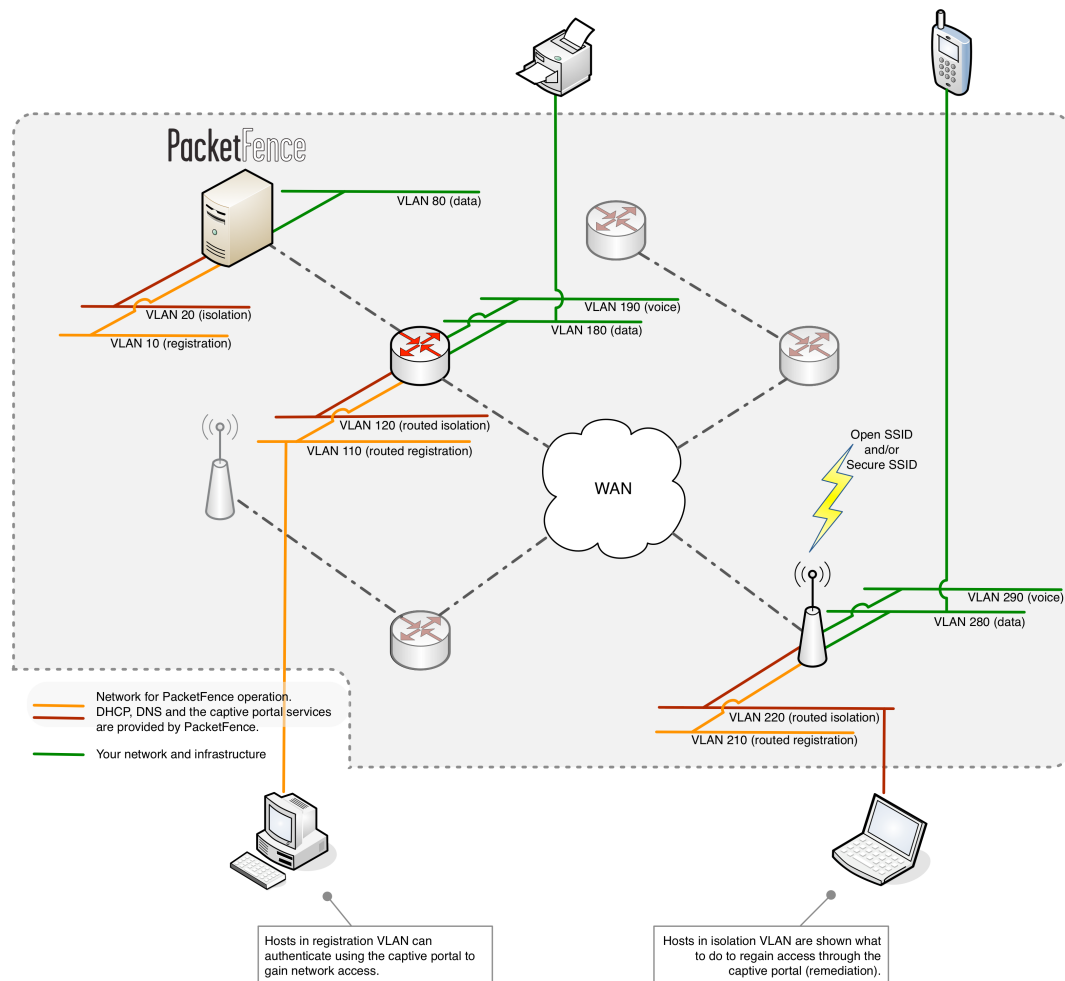 PacketFence
VLAN 80 (data)
VLAN 20 (isolation)
VLAN 10 (registration)
VLAN 190 (voice)
VLAN 180 (data)
VLAN 120 (routed isolation)
VLAN 110 (routed registration)
WAN
Open SSID
and/or
Secure SSID
VLAN 290 (voice)
VLAN 280 (data)
VLAN 220 (routed isolation)
VLAN 210 (routed registration)
Network for PacketFence operation.
DHCP, DNS and the captive portal services
are provided by PacketFence.
Your network and infrastructure
Hosts in registration VLAN can
authenticate using the captive portal to
gain network access.
Hosts in isolation VLAN are shown what
to do to regain access through the
captive portal (remediation).